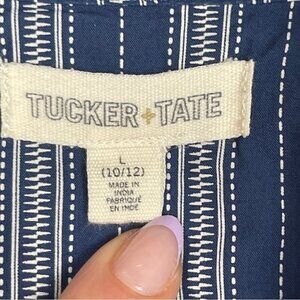 TUCKER + TATE
L
(10/12)
MADE IN
INDIA
FABRIQUÉ
EN INDE